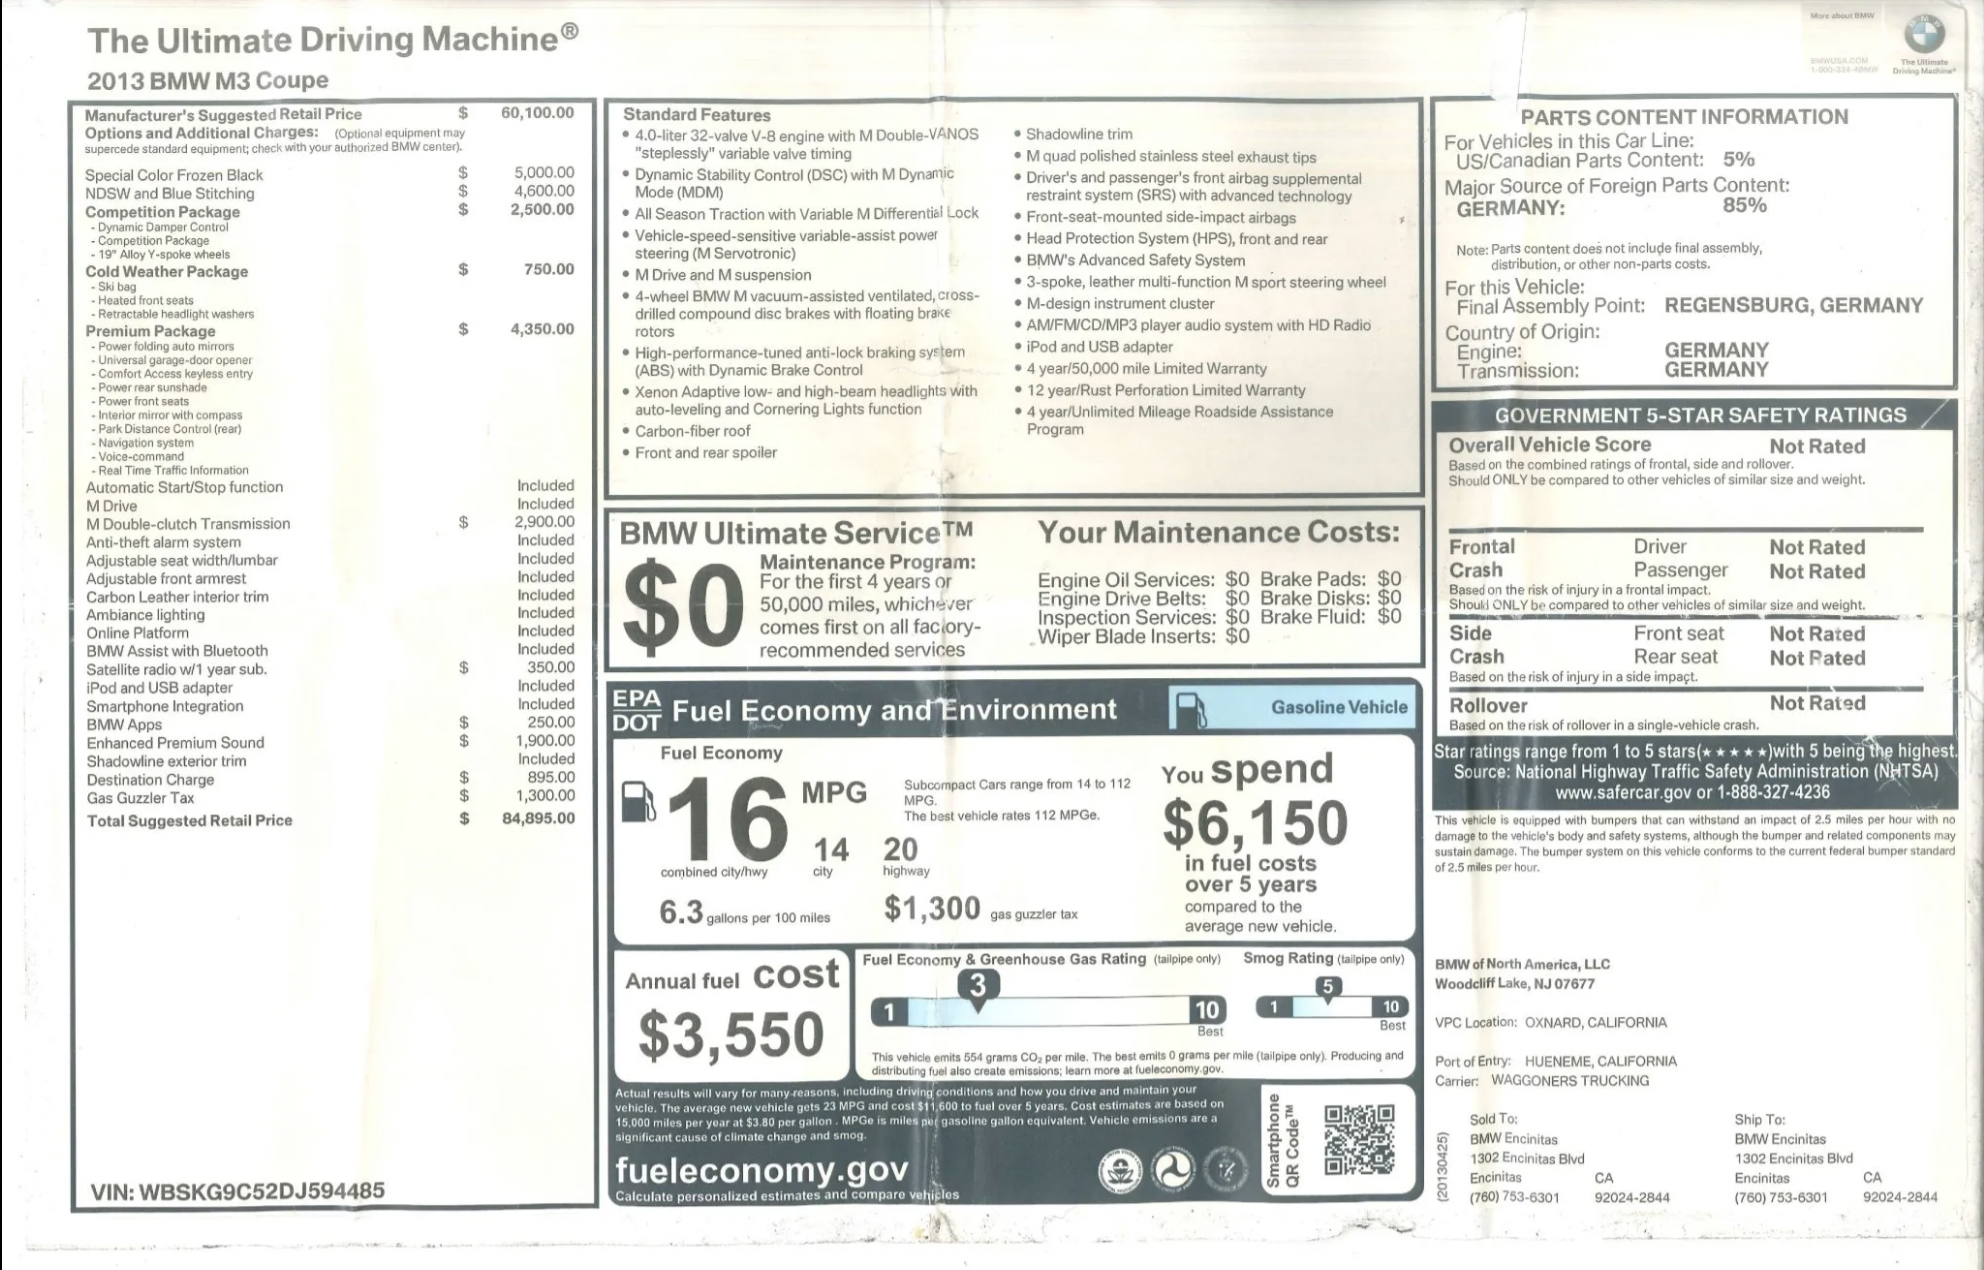 The Ultimate Driving Machine®
2013 BMW M3 Coupe
More about BMW
BMWUSA.COM
1-800-334-4BMW
The Ultimate
Driving Machine®
Manufacturer's Suggested Retail Price $ 60,100.00
Options and Additional Charges: (Optional equipment may
supercede standard equipment; check with your authorized BMW center).
Special Color Frozen Black $ 5,000.00
NDSW and Blue Stitching $ 4,600.00
Competition Package $ 2,500.00
- Dynamic Damper Control
- Competition Package
- 19" Alloy Y-spoke wheels
Cold Weather Package $ 750.00
- Ski bag
- Heated front seats
- Retractable headlight washers
Premium Package $ 4,350.00
- Power folding auto mirrors
- Universal garage-door opener
- Comfort Access keyless entry
- Power rear sunshade
- Power front seats
- Interior mirror with compass
- Park Distance Control (rear)
- Navigation system
- Voice-command
- Real Time Traffic Information
Automatic Start/Stop function Included
M Drive Included
M Double-clutch Transmission $ 2,900.00
Anti-theft alarm system Included
Adjustable seat width/lumbar Included
Adjustable front armrest Included
Carbon Leather interior trim Included
Ambiance lighting Included
Online Platform Included
BMW Assist with Bluetooth Included
Satellite radio w/1 year sub. $ 350.00
iPod and USB adapter Included
Smartphone Integration Included
BMW Apps $ 250.00
Enhanced Premium Sound $ 1,900.00
Shadowline exterior trim Included
Destination Charge $ 895.00
Gas Guzzler Tax $ 1,300.00
Total Suggested Retail Price $ 84,895.00
VIN: WBSKG9C52DJ594485
Standard Features
• 4.0-liter 32-valve V-8 engine with M Double-VANOS
"steplessly" variable valve timing
• Dynamic Stability Control (DSC) with M Dynamic
Mode (MDM)
• All Season Traction with Variable M Differential Lock
• Vehicle-speed-sensitive variable-assist power
steering (M Servotronic)
• M Drive and M suspension
• 4-wheel BMW M vacuum-assisted ventilated, cross-
drilled compound disc brakes with floating brake
rotors
• High-performance-tuned anti-lock braking system
(ABS) with Dynamic Brake Control
• Xenon Adaptive low- and high-beam headlights with
auto-leveling and Cornering Lights function
• Carbon-fiber roof
• Front and rear spoiler
• Shadowline trim
• M quad polished stainless steel exhaust tips
• Driver's and passenger's front airbag supplemental
restraint system (SRS) with advanced technology
• Front-seat-mounted side-impact airbags
• Head Protection System (HPS), front and rear
• BMW's Advanced Safety System
• 3-spoke, leather multi-function M sport steering wheel
• M-design instrument cluster
• AM/FM/CD/MP3 player audio system with HD Radio
• iPod and USB adapter
• 4 year/50,000 mile Limited Warranty
• 12 year/Rust Perforation Limited Warranty
• 4 year/Unlimited Mileage Roadside Assistance
Program
BMW Ultimate Service™
$0
Maintenance Program:
For the first 4 years or
50,000 miles, whichever
comes first on all factory-
recommended services
Your Maintenance Costs:
Engine Oil Services: $0 Brake Pads: $0
Engine Drive Belts: $0 Brake Disks: $0
Inspection Services: $0 Brake Fluid: $0
Wiper Blade Inserts: $0
EPA
DOT Fuel Economy and Environment
Gasoline Vehicle
Fuel Economy
16 MPG
combined city/hwy
14
city
20
highway
Subcompact Cars range from 14 to 112
MPG.
The best vehicle rates 112 MPGe.
6.3 gallons per 100 miles
$1,300 gas guzzler tax
You spend
$6,150
in fuel costs
over 5 years
compared to the
average new vehicle.
Annual fuel cost
$3,550
Fuel Economy & Greenhouse Gas Rating (tailpipe only)
3
1 10
Best
Smog Rating (tailpipe only)
5
1 10
Best
This vehicle emits 554 grams CO₂ per mile. The best emits 0 grams per mile (tailpipe only). Producing and
distributing fuel also create emissions; learn more at fueleconomy.gov.
Actual results will vary for many reasons, including driving conditions and how you drive and maintain your
vehicle. The average new vehicle gets 23 MPG and cost $11,600 to fuel over 5 years. Cost estimates are based on
15,000 miles per year at $3.80 per gallon . MPGe is miles per gasoline gallon equivalent. Vehicle emissions are a
significant cause of climate change and smog.
fueleconomy.gov
Calculate personalized estimates and compare vehicles
Smartphone
QR Code™
PARTS CONTENT INFORMATION
For Vehicles in this Car Line:
US/Canadian Parts Content: 5%
Major Source of Foreign Parts Content:
GERMANY: 85%
Note: Parts content does not include final assembly,
distribution, or other non-parts costs.
For this Vehicle:
Final Assembly Point: REGENSBURG, GERMANY
Country of Origin:
Engine: GERMANY
Transmission: GERMANY
GOVERNMENT 5-STAR SAFETY RATINGS
Overall Vehicle Score Not Rated
Based on the combined ratings of frontal, side and rollover.
Should ONLY be compared to other vehicles of similar size and weight.
Frontal Driver Not Rated
Crash Passenger Not Rated
Based on the risk of injury in a frontal impact.
Should ONLY be compared to other vehicles of similar size and weight.
Side Front seat Not Rated
Crash Rear seat Not Rated
Based on the risk of injury in a side impact.
Rollover Not Rated
Based on the risk of rollover in a single-vehicle crash.
Star ratings range from 1 to 5 stars(★★★★★)with 5 being the highest.
Source: National Highway Traffic Safety Administration (NHTSA)
www.safercar.gov or 1-888-327-4236
This vehicle is equipped with bumpers that can withstand an impact of 2.5 miles per hour with no
damage to the vehicle's body and safety systems, although the bumper and related components may
sustain damage. The bumper system on this vehicle conforms to the current federal bumper standard
of 2.5 miles per hour.
BMW of North America, LLC
Woodcliff Lake, NJ 07677
VPC Location: OXNARD, CALIFORNIA
Port of Entry: HUENEME, CALIFORNIA
Carrier: WAGGONERS TRUCKING
(20130425)
Sold To:
BMW Encinitas
1302 Encinitas Blvd
Encinitas CA
(760) 753-6301 92024-2844
Ship To:
BMW Encinitas
1302 Encinitas Blvd
Encinitas CA
(760) 753-6301 92024-2844